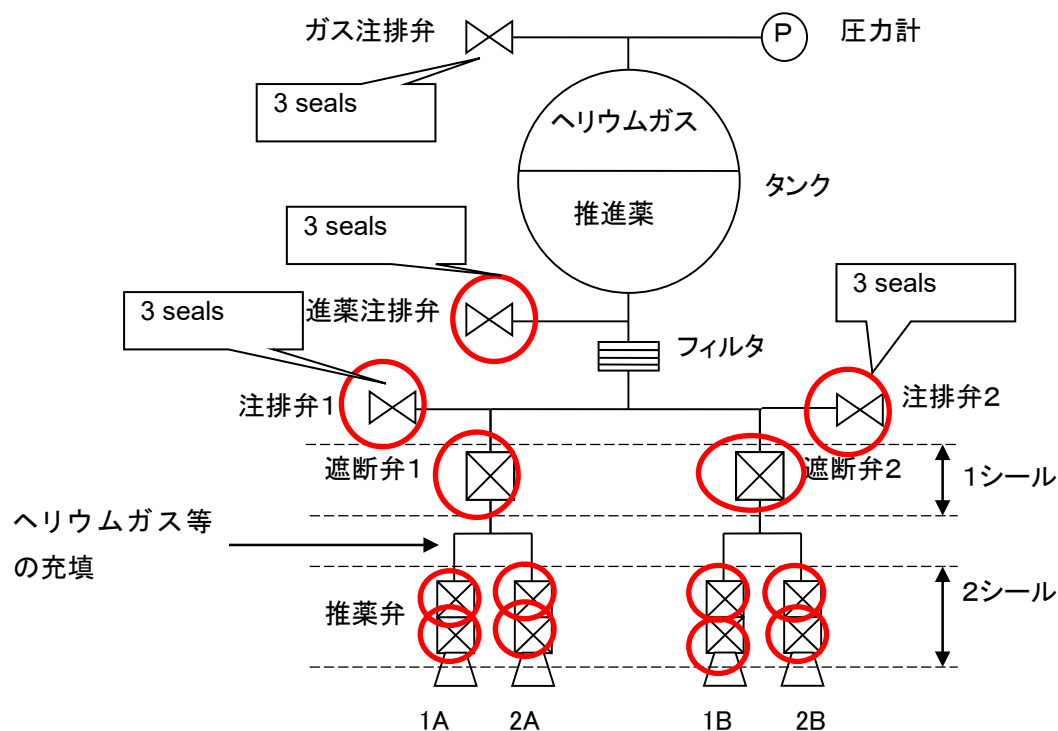 ガス注排弁
P
圧力計
3 seals
ヘリウムガス
タンク
推進薬
3 seals
3 seals
3 seals
進薬注排弁
フィルタ
注排弁1
注排弁2
遮断弁1
遮断弁2
1シール
ヘリウムガス等
の充填
推薬弁
2シール
1A
2A
1B
2B